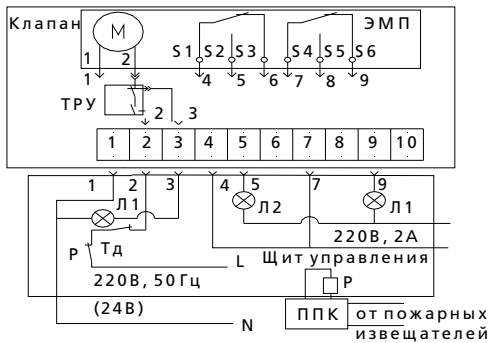 Клапан
М
ЭМП
1 2
S1 S2 S3 S4 S5 S6
1 4 5 6 7 8 9
ТРУ
2 3
1 2 3 4 5 6 7 8 9 10
1 2 3 4 5 7 9
Л1 Л2 Л1
Р Тд
220В, 2А
L Щит управления
220В, 50 Гц
Р
(24В)
ППК от пожарных
извещателей
N